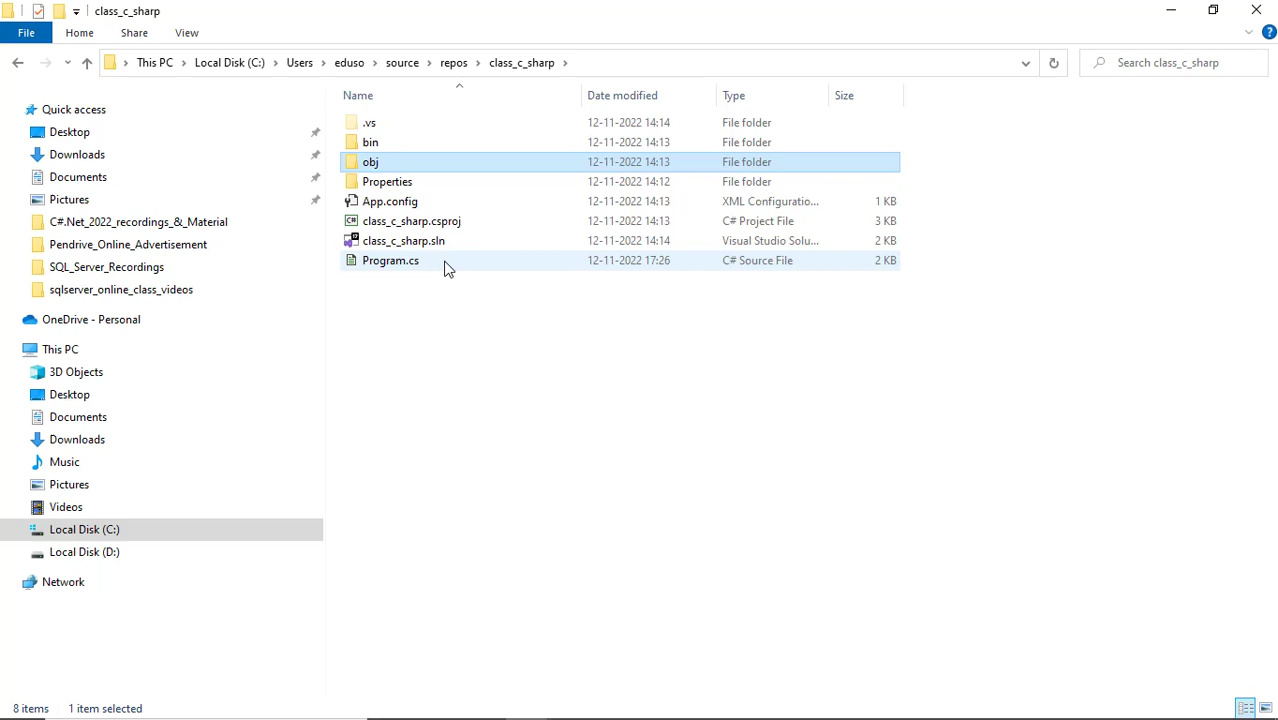 class_c_sharp
File Home Share View
This PC Local Disk (C:) Users eduso source repos class_c_sharp Search class_c_sharp
Name Date modified Type Size
.vs 12-11-2022 14:14 File folder
bin 12-11-2022 14:13 File folder
obj 12-11-2022 14:13 File folder
Properties 12-11-2022 14:12 File folder
App.config 12-11-2022 14:13 XML Configuratio... 1 KB
class_c_sharp.csproj 12-11-2022 14:13 C# Project File 3 KB
class_c_sharp.sln 12-11-2022 14:14 Visual Studio Solu... 2 KB
Program.cs 12-11-2022 17:26 C# Source File 2 KB
Quick access
Desktop
Downloads
Documents
Pictures
C#.Net_2022_recordings_&_Material
Pendrive_Online_Advertisement
SQL_Server_Recordings
sqlserver_online_class_videos
OneDrive - Personal
This PC
3D Objects
Desktop
Documents
Downloads
Music
Pictures
Videos
Local Disk (C:)
Local Disk (D:)
Network
8 items 1 item selected